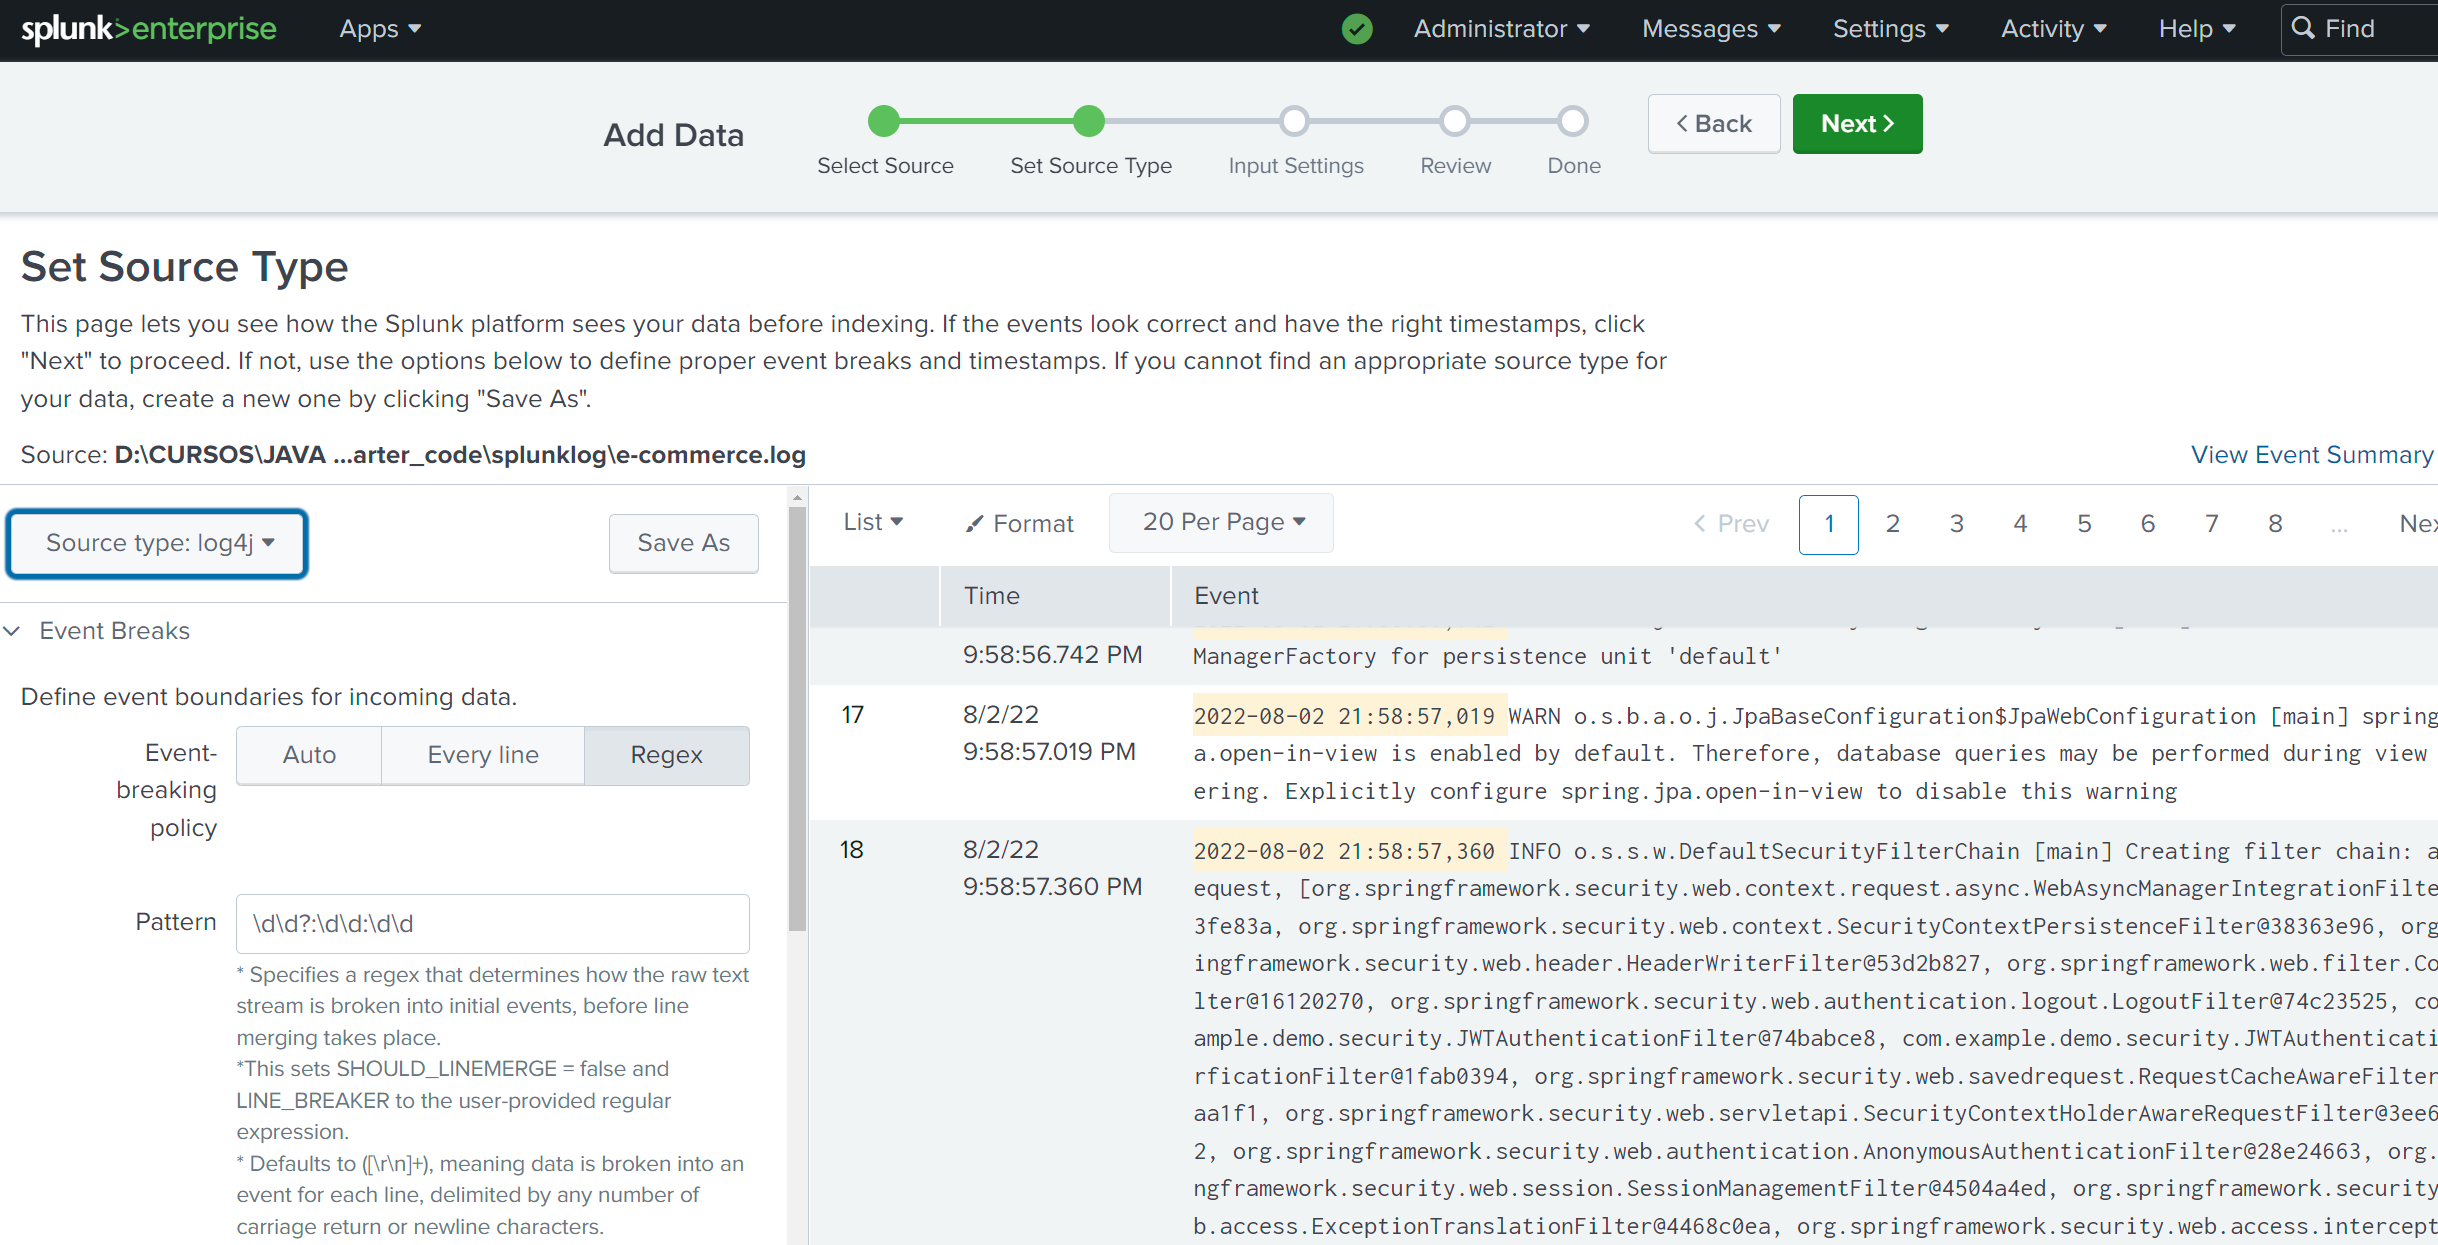 splunk>enterprise Apps Administrator Messages Settings Activity Help Find
Add Data
Select Source Set Source Type Input Settings Review Done
< Back Next >
Set Source Type
This page lets you see how the Splunk platform sees your data before indexing. If the events look correct and have the right timestamps, click
"Next" to proceed. If not, use the options below to define proper event breaks and timestamps. If you cannot find an appropriate source type for
your data, create a new one by clicking "Save As".
Source: D:\CURSOS\JAVA ...arter_code\splunklog\e-commerce.log
View Event Summary
Source type: log4j
Save As
Event Breaks
Define event boundaries for incoming data.
Event-
breaking
policy
Auto Every line Regex
Pattern
\d\d?:\d\d:\d\d
* Specifies a regex that determines how the raw text
stream is broken into initial events, before line
merging takes place.
*This sets SHOULD_LINEMERGE = false and
LINE_BREAKER to the user-provided regular
expression.
* Defaults to ([\r\n]+), meaning data is broken into an
event for each line, delimited by any number of
carriage return or newline characters.
List Format 20 Per Page < Prev 1 2 3 4 5 6 7 8 ... Nex
Time Event
9:58:56.742 PM
ManagerFactory for persistence unit 'default'
17
8/2/22
9:58:57.019 PM
2022-08-02 21:58:57,019 WARN o.s.b.a.o.j.JpaBaseConfiguration$JpaWebConfiguration [main] spring
a.open-in-view is enabled by default. Therefore, database queries may be performed during view
ering. Explicitly configure spring.jpa.open-in-view to disable this warning
18
8/2/22
9:58:57.360 PM
2022-08-02 21:58:57,360 INFO o.s.s.w.DefaultSecurityFilterChain [main] Creating filter chain: a
equest, [org.springframework.security.web.context.request.async.WebAsyncManagerIntegrationFilte
3fe83a, org.springframework.security.web.context.SecurityContextPersistenceFilter@38363e96, org
ingframework.security.web.header.HeaderWriterFilter@53d2b827, org.springframework.web.filter.Co
lter@16120270, org.springframework.security.web.authentication.logout.LogoutFilter@74c23525, co
ample.demo.security.JWTAuthenticationFilter@74babce8, com.example.demo.security.JWTAuthenticati
rficationFilter@1fab0394, org.springframework.security.web.savedrequest.RequestCacheAwareFilter
aa1f1, org.springframework.security.web.servletapi.SecurityContextHolderAwareRequestFilter@3ee6
2, org.springframework.security.web.authentication.AnonymousAuthenticationFilter@28e24663, org.
ngframework.security.web.session.SessionManagementFilter@4504a4ed, org.springframework.security
b.access.ExceptionTranslationFilter@4468c0ea, org.springframework.security.web.access.intercept